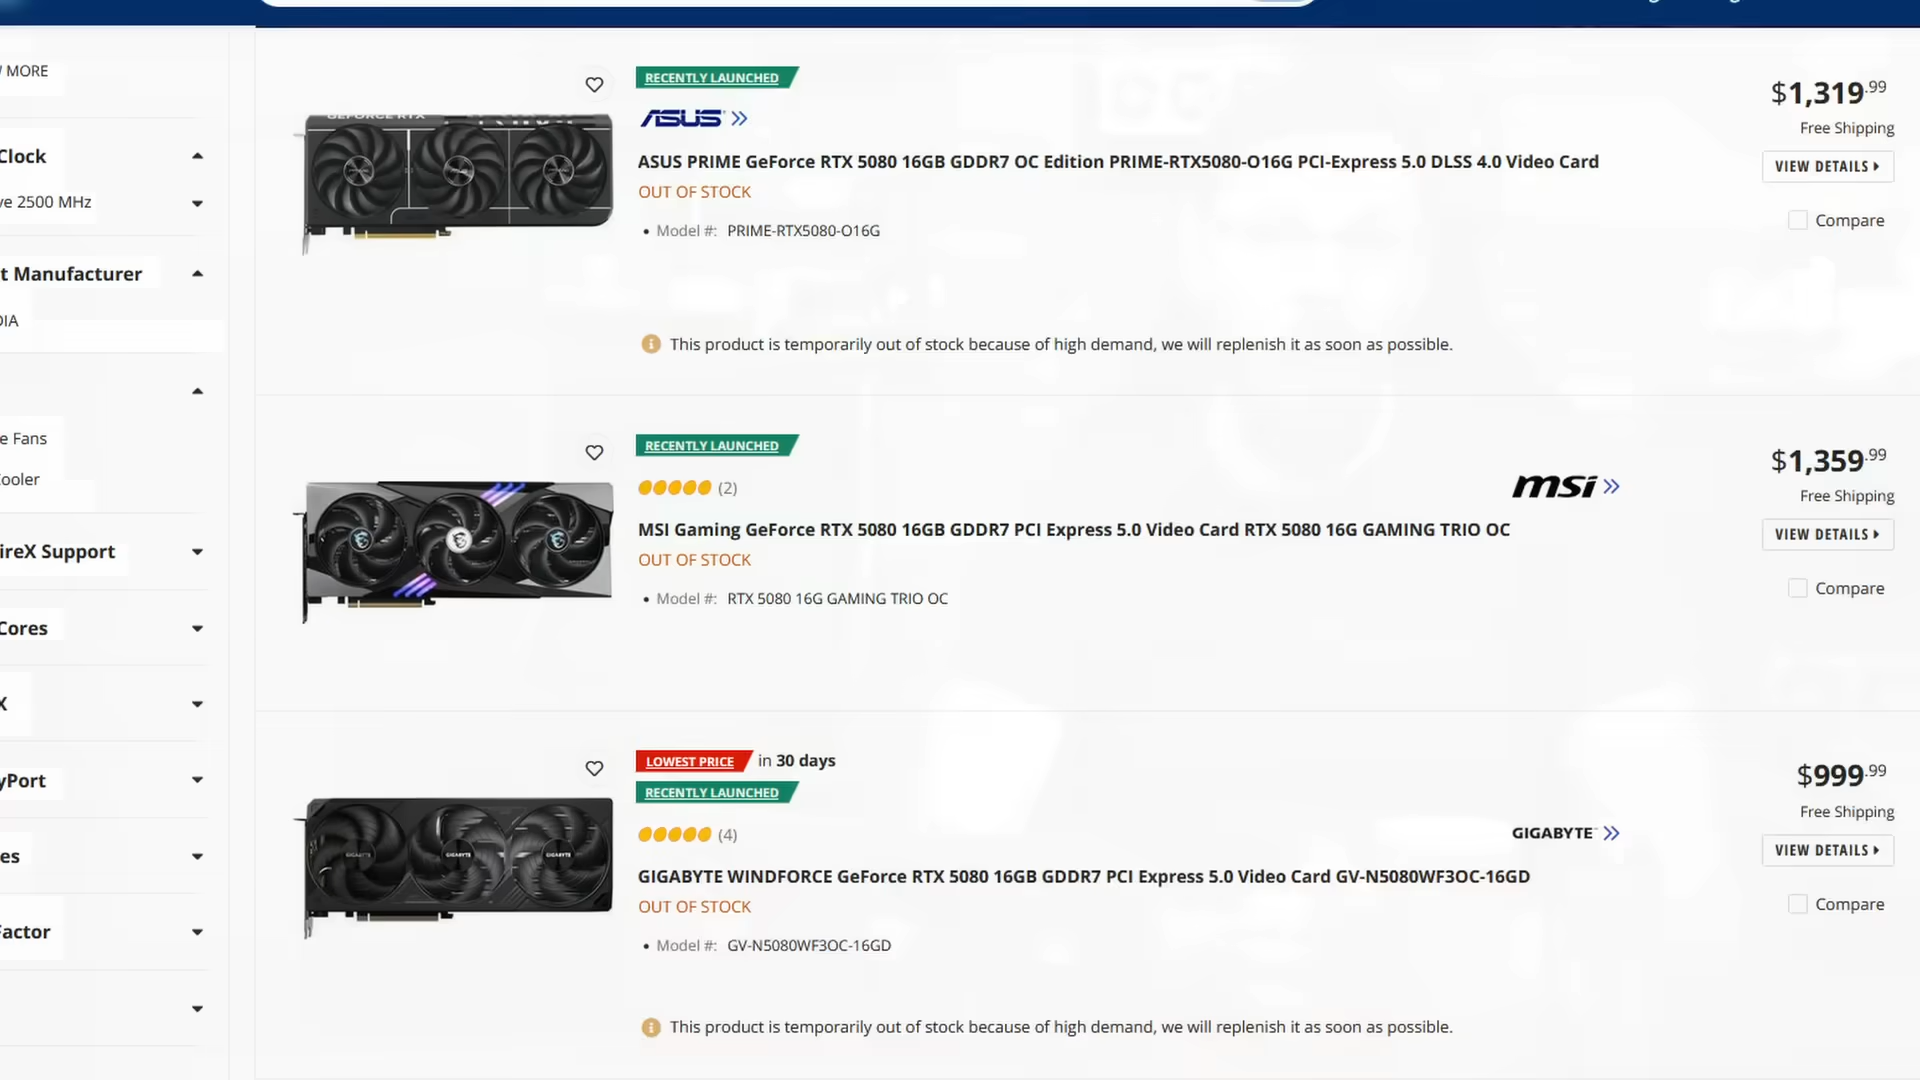 MORE
Clock
ve 2500 MHz
t Manufacturer
DIA
e Fans
ooler
ireX Support
Cores
X
yPort
es
Factor
RECENTLY LAUNCHED
ASUS
ASUS PRIME GeForce RTX 5080 16GB GDDR7 OC Edition PRIME-RTX5080-O16G PCI-Express 5.0 DLSS 4.0 Video Card
OUT OF STOCK
• Model #: PRIME-RTX5080-O16G
This product is temporarily out of stock because of high demand, we will replenish it as soon as possible.
$1,319.99
Free Shipping
VIEW DETAILS
Compare
RECENTLY LAUNCHED
(2)
msi
MSI Gaming GeForce RTX 5080 16GB GDDR7 PCI Express 5.0 Video Card RTX 5080 16G GAMING TRIO OC
OUT OF STOCK
• Model #: RTX 5080 16G GAMING TRIO OC
$1,359.99
Free Shipping
VIEW DETAILS
Compare
LOWEST PRICE in 30 days
RECENTLY LAUNCHED
(4)
GIGABYTE
GIGABYTE WINDFORCE GeForce RTX 5080 16GB GDDR7 PCI Express 5.0 Video Card GV-N5080WF3OC-16GD
OUT OF STOCK
• Model #: GV-N5080WF3OC-16GD
This product is temporarily out of stock because of high demand, we will replenish it as soon as possible.
$999.99
Free Shipping
VIEW DETAILS
Compare